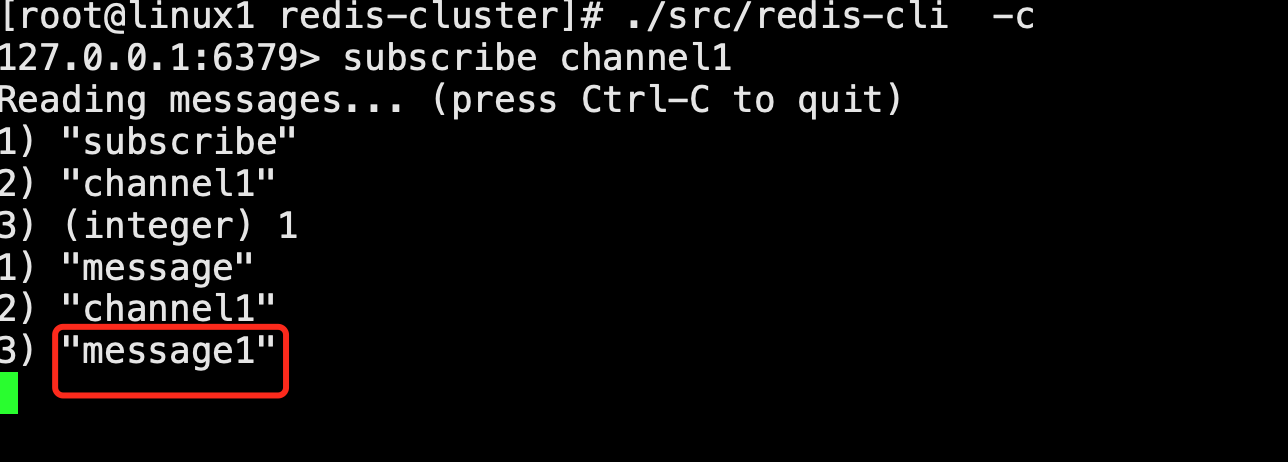 [root@linux1 redis-cluster]# ./src/redis-cli  -c
127.0.0.1:6379> subscribe channel1
Reading messages... (press Ctrl-C to quit)
1) "subscribe"
2) "channel1"
3) (integer) 1
1) "message"
2) "channel1"
3) "message1"